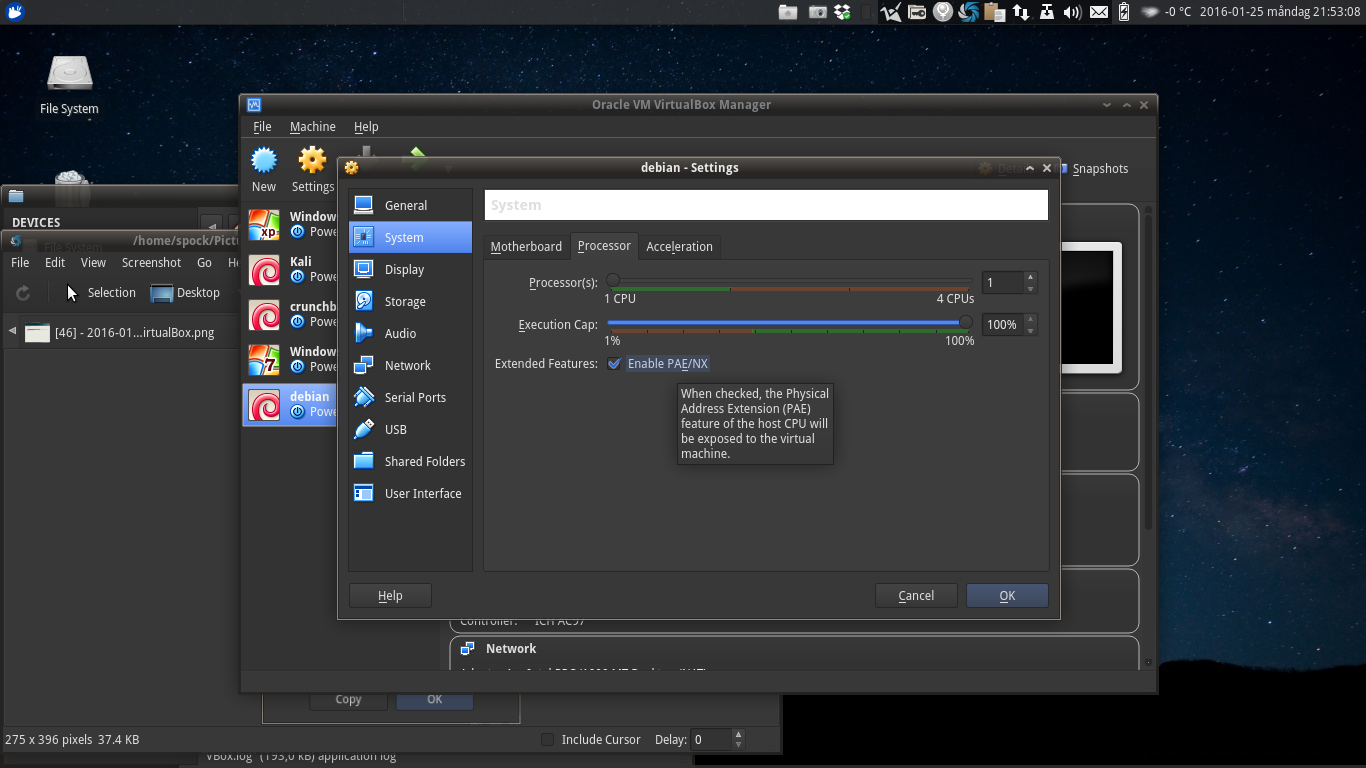 -0 °C 2016-01-25 måndag 21:53:08
File System
Oracle VM VirtualBox Manager
File Machine Help
New
Settings
Snapshots
DEVICES
/home/spock/Pictu
File Edit View Screenshot Go He
Selection
Desktop
[46] - 2016-01...irtualBox.png
Window
Powe
xp
Kali
Powe
crunchb
Powe
Window
Powe
7
debian
Powe
debian - Settings
General
System
Display
Storage
Audio
Network
Serial Ports
USB
Shared Folders
User Interface
System
Motherboard Processor Acceleration
Processor(s):
1
1 CPU 4 CPUs
Execution Cap:
100%
1% 100%
Extended Features: Enable PAE/NX
When checked, the Physical
Address Extension (PAE)
feature of the host CPU will
be exposed to the virtual
machine.
Help Cancel OK
Controller: ICH AC97
Network
Copy OK
275 x 396 pixels 37.4 KB
Include Cursor Delay: 0
VBox.log (193,0 kB) application log